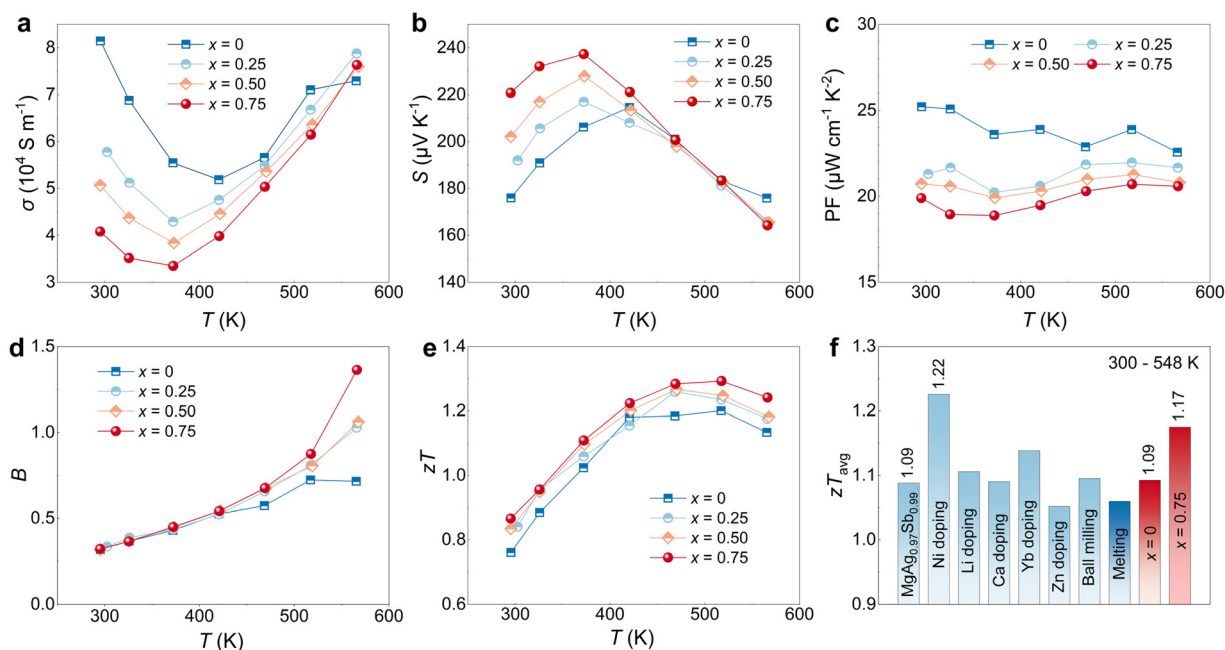 a
σ (10⁴ S m⁻¹)
8
7
6
5
4
3
x = 0
x = 0.25
x = 0.50
x = 0.75
300
400
500
600
T (K)
b
S (µV K⁻¹)
240
220
200
180
160
140
x = 0
x = 0.25
x = 0.50
x = 0.75
300
400
500
600
T (K)
c
PF (µW cm⁻¹ K⁻²)
30
25
20
15
x = 0
x = 0.25
x = 0.50
x = 0.75
300
400
500
600
T (K)
d
B
1.5
1.0
0.5
0.0
x = 0
x = 0.25
x = 0.50
x = 0.75
300
400
500
600
T (K)
e
zT
1.4
1.2
1.0
0.8
0.6
x = 0
x = 0.25
x = 0.50
x = 0.75
300
400
500
600
T (K)
f
zTavg
1.3
1.2
1.1
1.0
0.9
300 - 548 K
1.09
MgAg0.97Sb0.99
1.22
Ni doping
Li doping
Ca doping
Yb doping
Zn doping
Ball milling
Melting
1.09
x = 0
1.17
x = 0.75